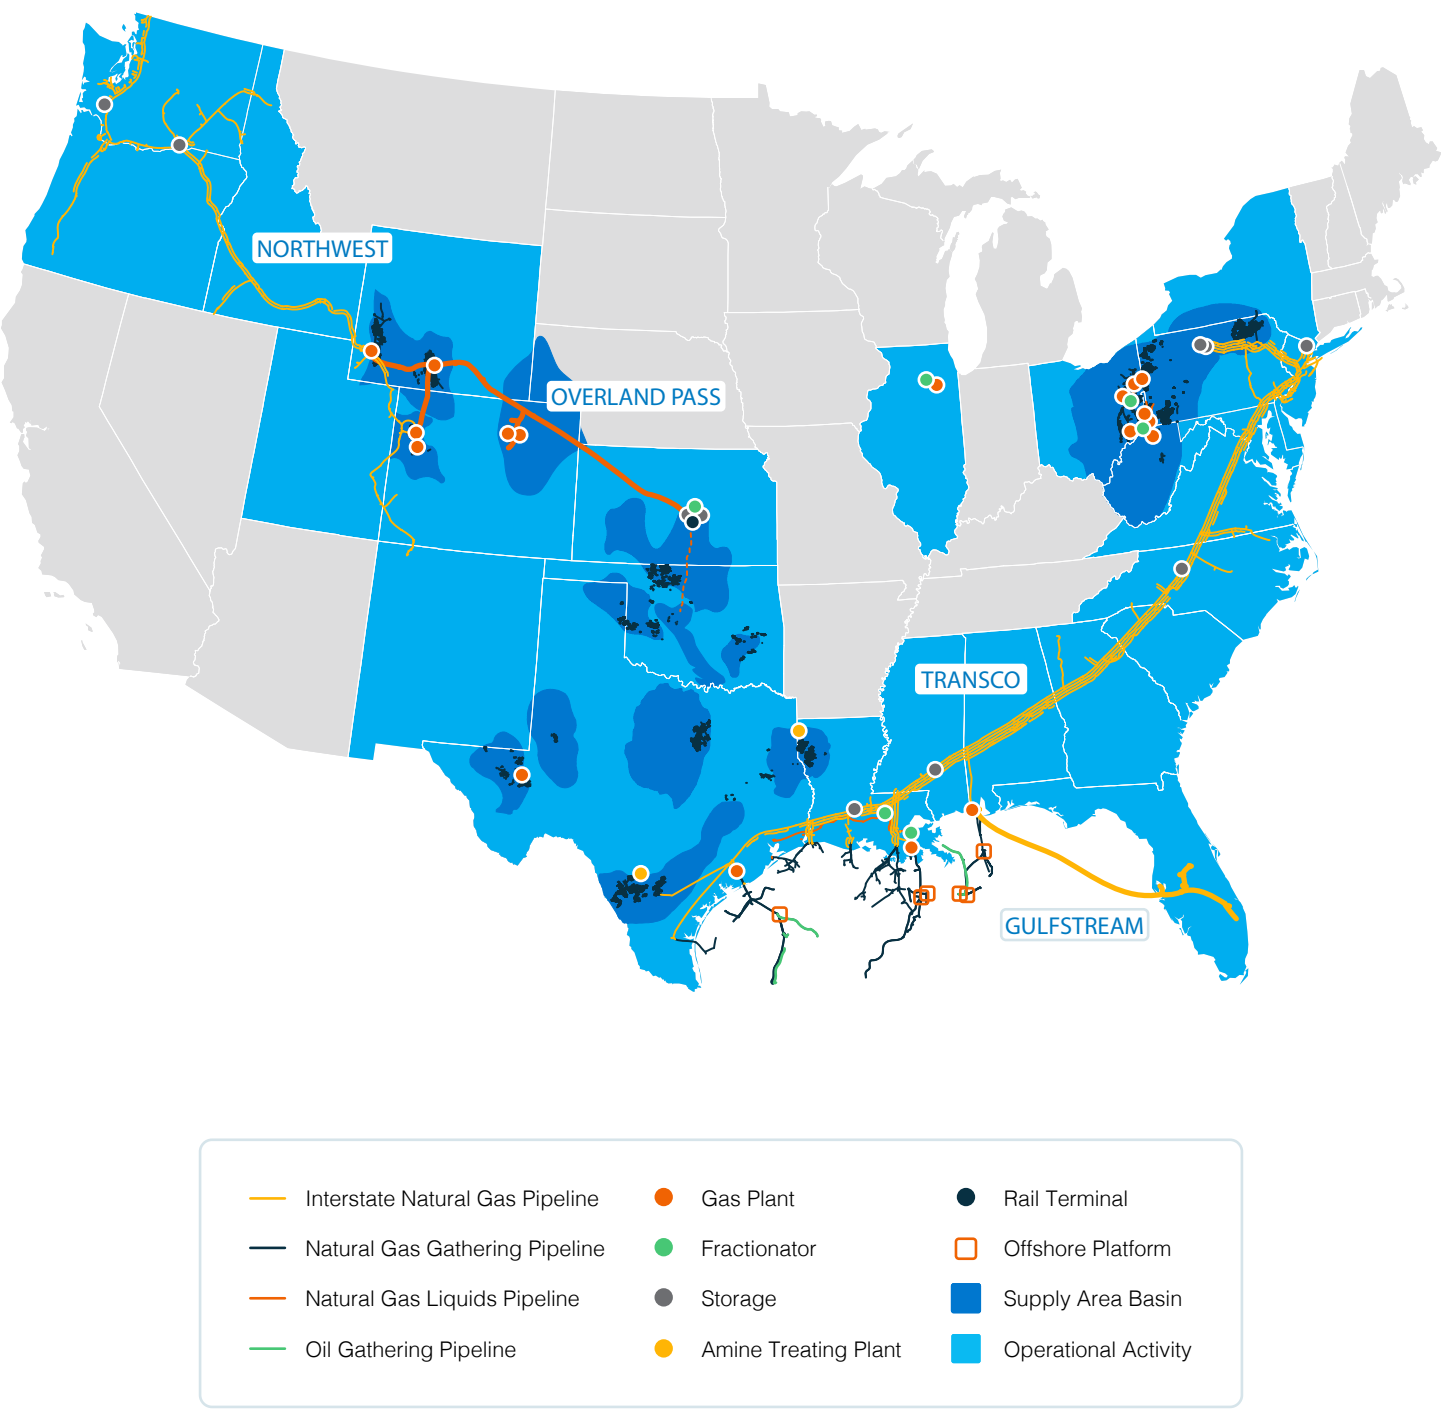 NORTHWEST
OVERLAND PASS
TRANSCO
GULFSTREAM
Interstate Natural Gas Pipeline
Natural Gas Gathering Pipeline
Natural Gas Liquids Pipeline
Oil Gathering Pipeline
Gas Plant
Fractionator
Storage
Amine Treating Plant
Rail Terminal
Offshore Platform
Supply Area Basin
Operational Activity